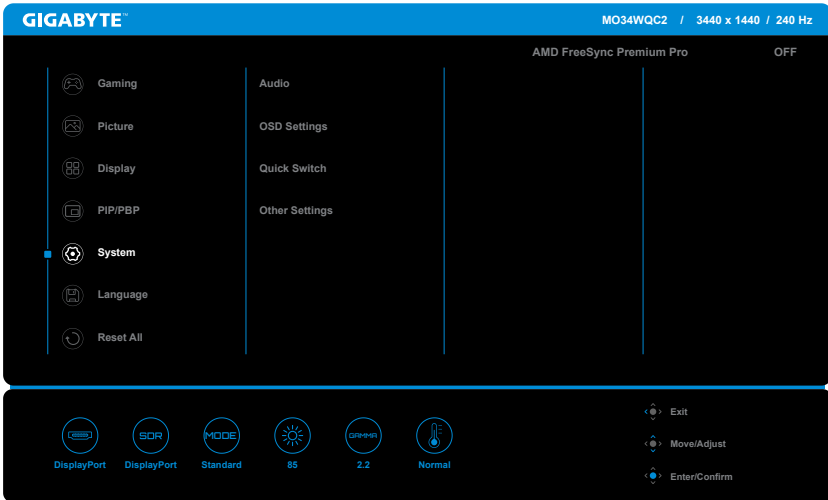 GIGABYTE™
MO34WQC2 / 3440 x 1440 / 240 Hz
AMD FreeSync Premium Pro OFF
Gaming Audio
Picture OSD Settings
Display Quick Switch
PIP/PBP Other Settings
System
Language
Reset All
SDR MODE GAMMA
DisplayPort DisplayPort Standard 85 2.2 Normal
Exit
Move/Adjust
Enter/Confirm